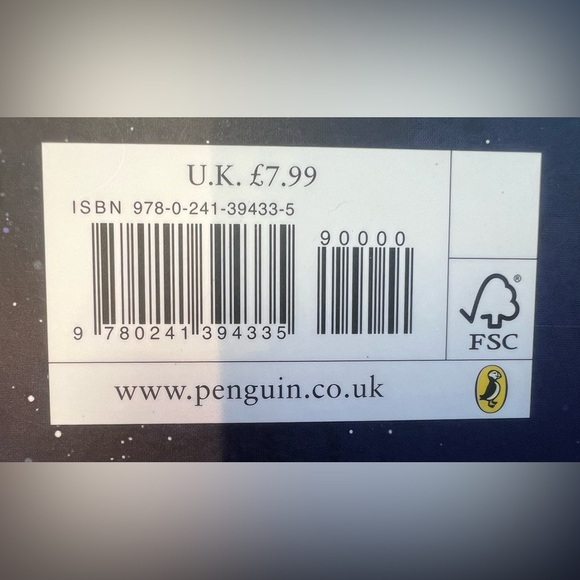 U.K. £7.99
ISBN 978-0-241-39433-5
90000
9 780241 394335
®
FSC
www.penguin.co.uk